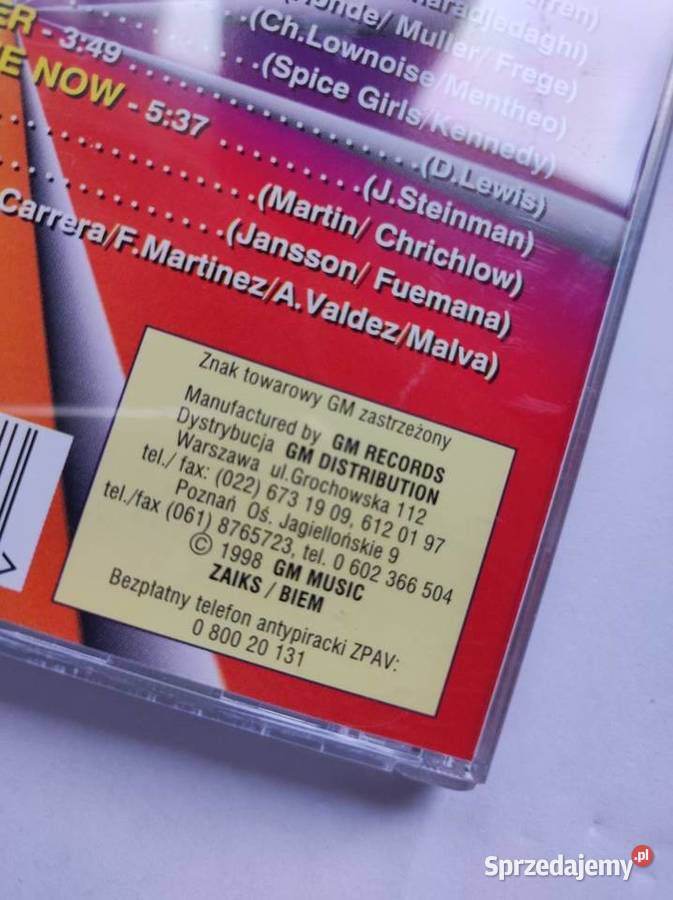 / Muller/ Frege)
(Ch.Lownoise/Mentheo)
ER - 3:49 (Spice Girls/Kennedy)
E NOW - 5:37 (D.Lewis)
(J.Steinman)
(Martin/ Chrichlow)
(Jansson/ Fuemana)
Carrera/F.Martinez/A.Valdez/Malva)
Znak towarowy GM zastrzeżony
Manufactured by GM RECORDS
Dystrybucja GM DISTRIBUTION
Warszawa ul.Grochowska 112
tel./ fax: (022) 673 19 09, 612 01 97
Poznań Oś. Jagiellońskie 9
tel./fax (061) 8765723, tel. 0 602 366 504
© 1998 GM MUSIC
ZAIKS / BIEM
Bezpłatny telefon antypiracki ZPAV:
0 800 20 131
Sprzedajemy.pl